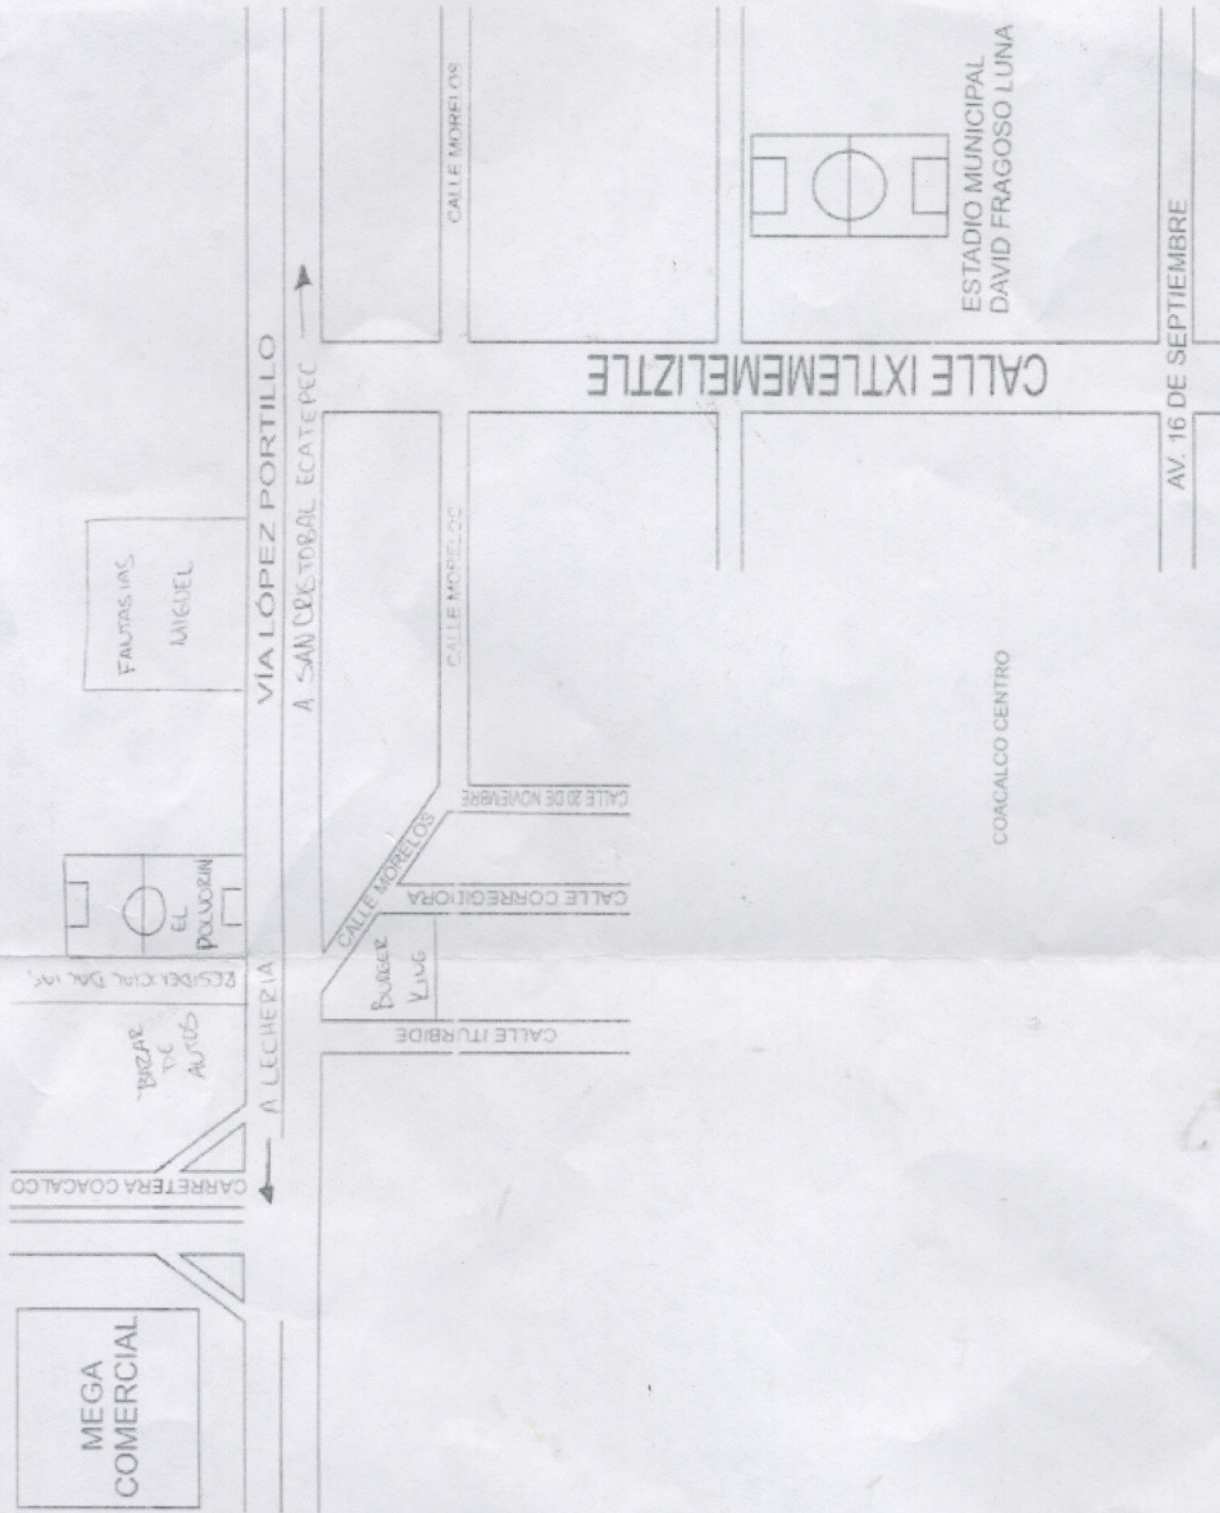 MEGA
COMERCIAL
CARRETERA COACALCO
BAZAR
DE
AUTOS
RESIDENCIAL DALIAS
EL
POLVORIN
FANTASIAS
MIGUEL
VÍA LÓPEZ PORTILLO
A LECHERIA
A SAN CRISTOBAL ECATEPEC
BURGER
KING
CALLE ITURBIDE
CALLE MORELOS
CALLE CORREGIDORA
CALLE 20 DE NOVIEMBRE
CALLE MORELOS
CALLE MORELOS
CALLE IXTLEMEMELIZTLE
ESTADIO MUNICIPAL
DAVID FRAGOSO LUNA
COACALCO CENTRO
AV. 16 DE SEPTIEMBRE